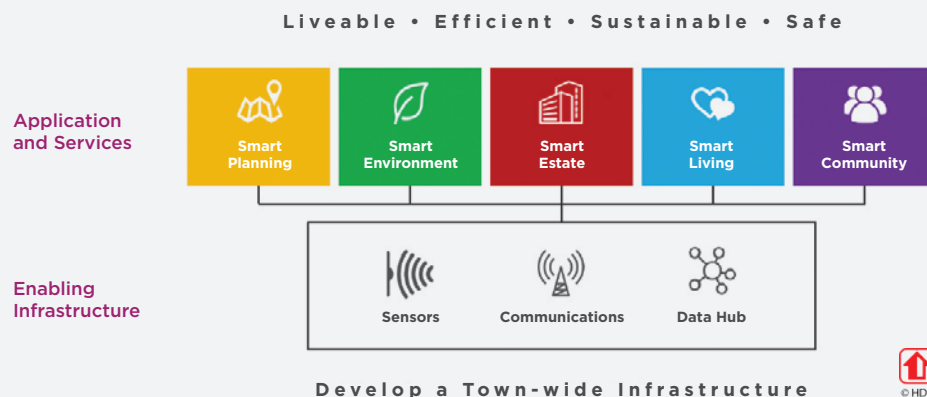 Liveable • Efficient • Sustainable • Safe
Application
and Services
Smart
Planning
Smart
Environment
Smart
Estate
Smart
Living
Smart
Community
Enabling
Infrastructure
Sensors
Communications
Data Hub
Develop a Town-wide Infrastructure